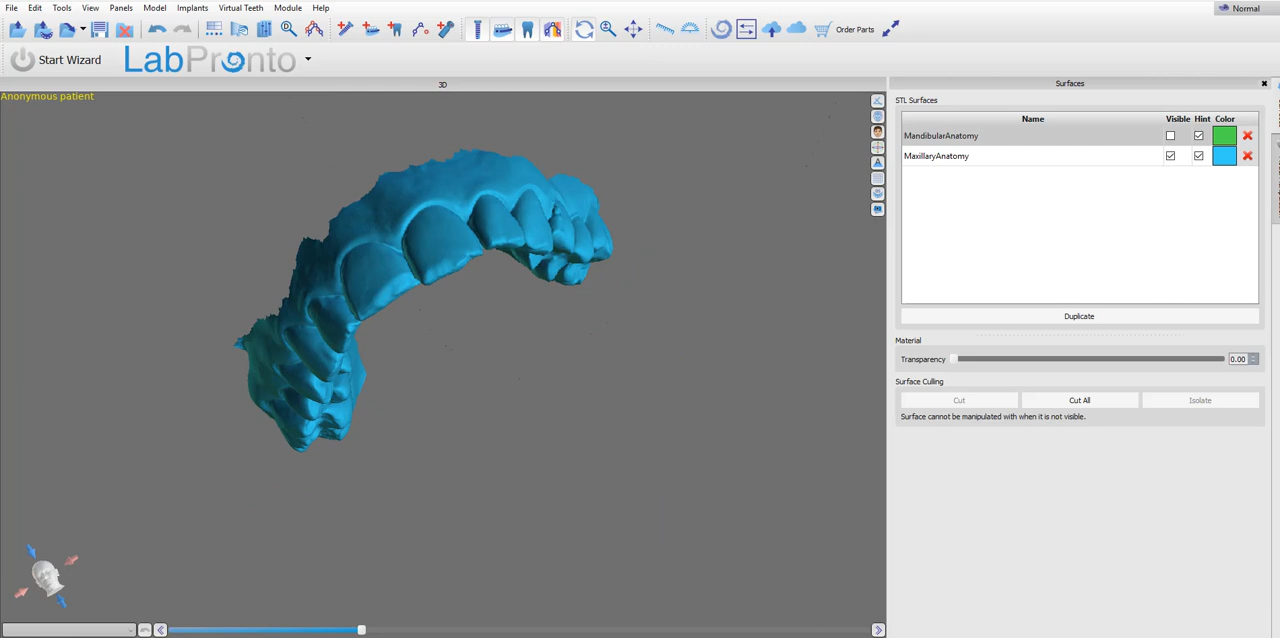 File Edit Tools View Panels Model Implants Virtual Teeth Module Help
Normal
Order Parts
Start Wizard
LabPronto
3D
Surfaces
Anonymous patient
STL Surfaces
Name Visible Hint Color
MandibularAnatomy
MaxillaryAnatomy
Duplicate
Material
Transparency 0.00
Surface Culling
Cut Cut All Isolate
Surface cannot be manipulated with when it is not visible.